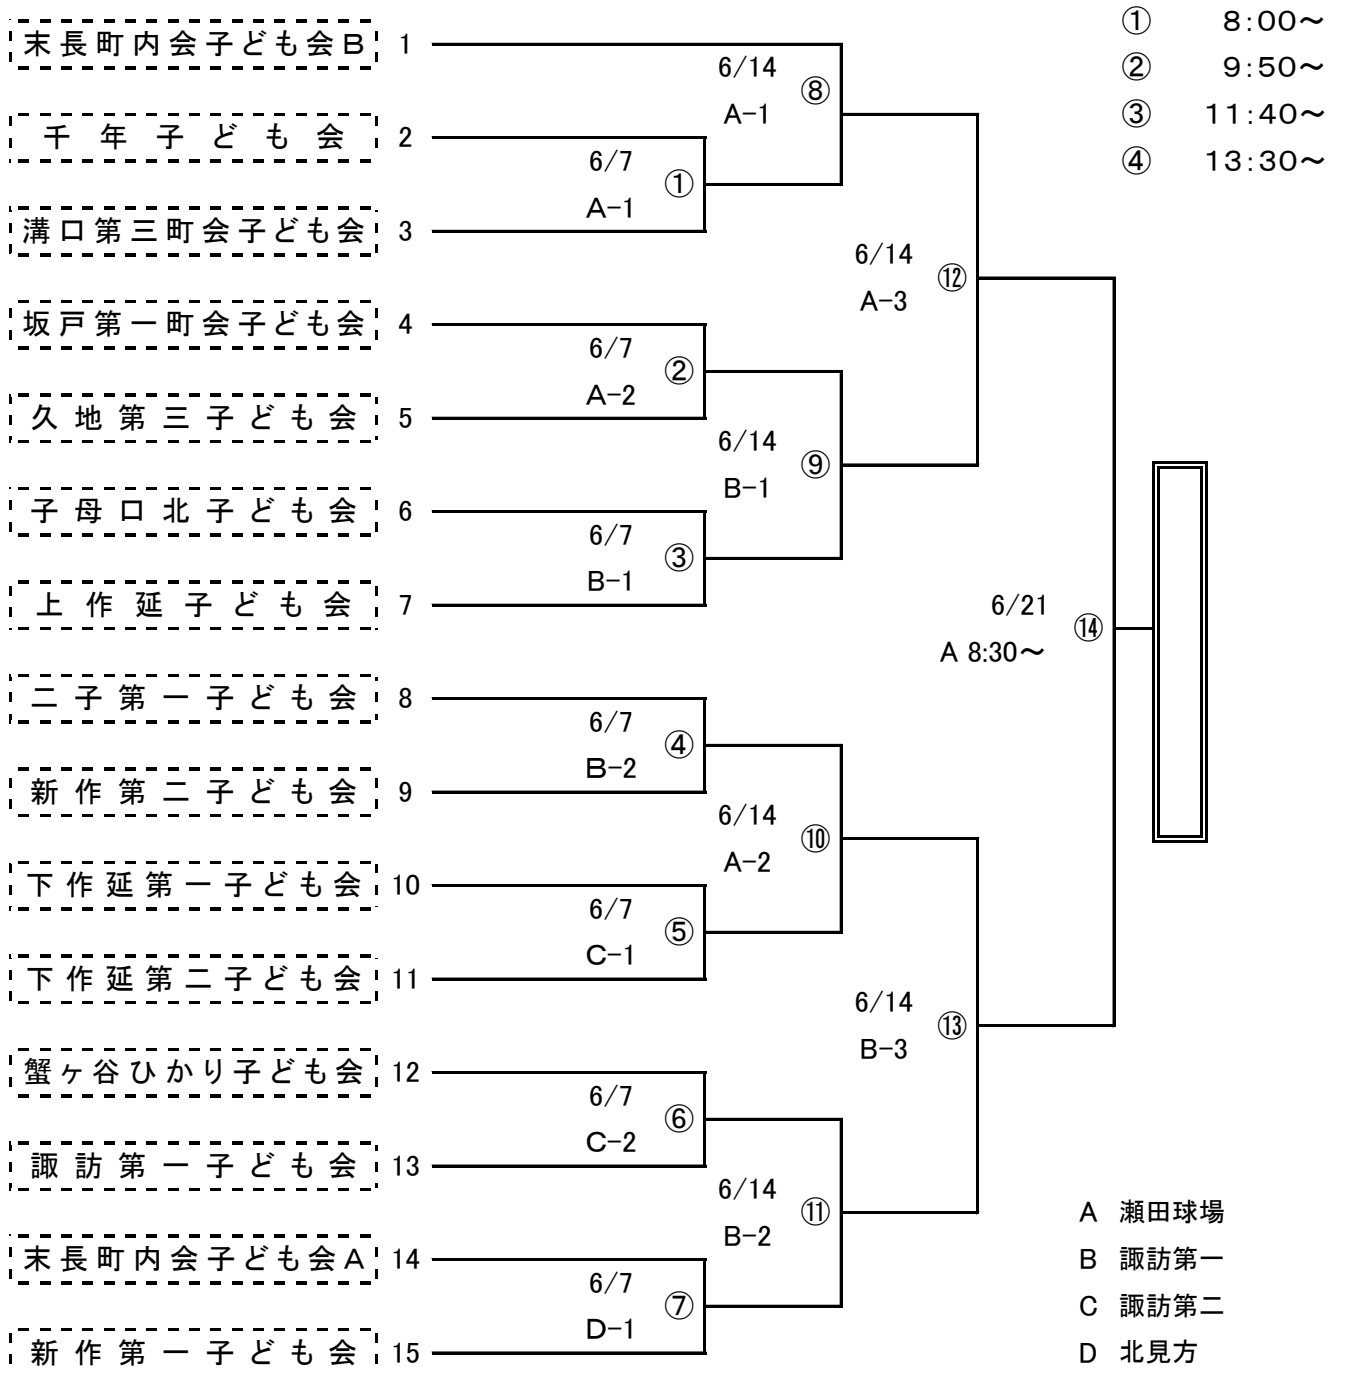 ① 8:00～
② 9:50～
③ 11:40～
④ 13:30～
末長町内会子ども会B 1
6/14
⑧
A-1
千年子ども会 2
6/7
①
A-1
溝口第三町会子ども会 3
6/14
⑫
A-3
坂戸第一町会子ども会 4
6/7
②
A-2
久地第三子ども会 5
6/14
⑨
B-1
子母口北子ども会 6
6/7
③
B-1
上作延子ども会 7
6/21
⑭
A 8:30～
二子第一子ども会 8
6/7
④
B-2
新作第二子ども会 9
6/14
⑩
A-2
下作延第一子ども会 10
6/7
⑤
C-1
下作延第二子ども会 11
6/14
⑬
B-3
蟹ヶ谷ひかり子ども会 12
6/7
⑥
C-2
諏訪第一子ども会 13
6/14
⑪
B-2
末長町内会子ども会A 14
6/7
⑦
D-1
新作第一子ども会 15
A 瀬田球場
B 諏訪第一
C 諏訪第二
D 北見方